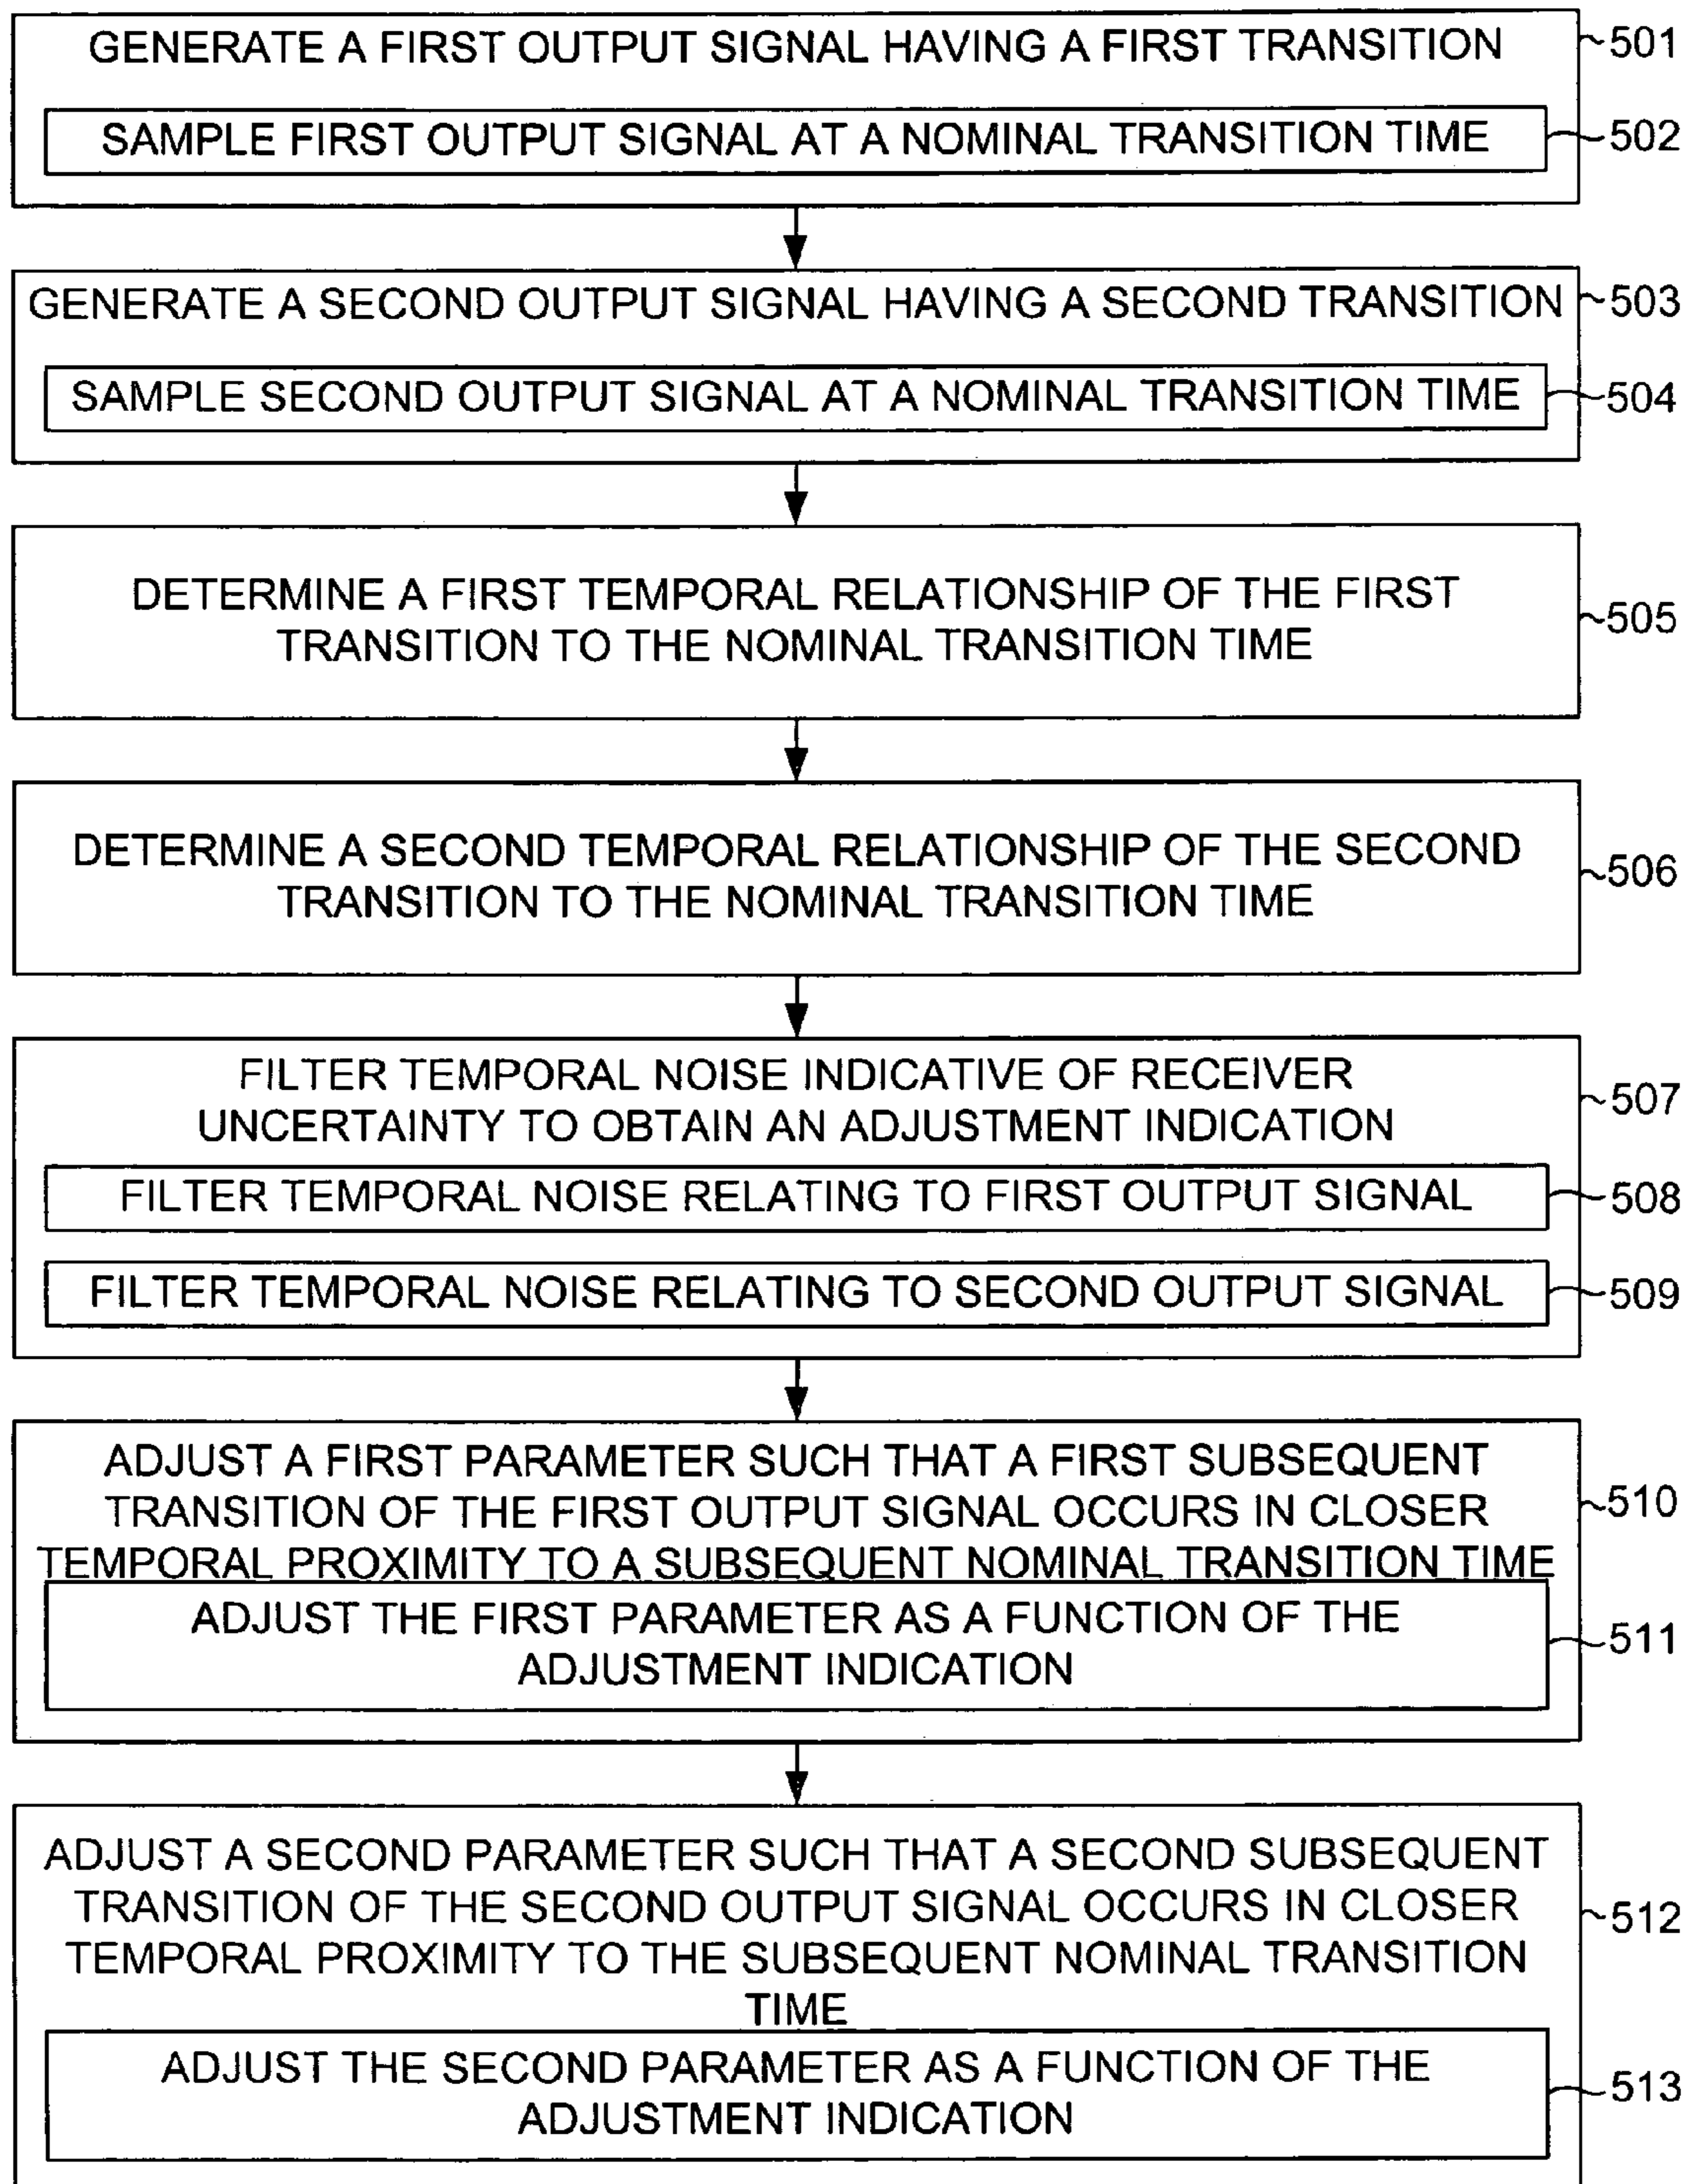 GENERATE A FIRST OUTPUT SIGNAL HAVING A FIRST TRANSITION
501
SAMPLE FIRST OUTPUT SIGNAL AT A NOMINAL TRANSITION TIME
502
GENERATE A SECOND OUTPUT SIGNAL HAVING A SECOND TRANSITION
503
SAMPLE SECOND OUTPUT SIGNAL AT A NOMINAL TRANSITION TIME
504
DETERMINE A FIRST TEMPORAL RELATIONSHIP OF THE FIRST
TRANSITION TO THE NOMINAL TRANSITION TIME
505
DETERMINE A SECOND TEMPORAL RELATIONSHIP OF THE SECOND
TRANSITION TO THE NOMINAL TRANSITION TIME
506
FILTER TEMPORAL NOISE INDICATIVE OF RECEIVER
UNCERTAINTY TO OBTAIN AN ADJUSTMENT INDICATION
507
FILTER TEMPORAL NOISE RELATING TO FIRST OUTPUT SIGNAL
508
FILTER TEMPORAL NOISE RELATING TO SECOND OUTPUT SIGNAL
509
ADJUST A FIRST PARAMETER SUCH THAT A FIRST SUBSEQUENT
TRANSITION OF THE FIRST OUTPUT SIGNAL OCCURS IN CLOSER
TEMPORAL PROXIMITY TO A SUBSEQUENT NOMINAL TRANSITION TIME
510
ADJUST THE FIRST PARAMETER AS A FUNCTION OF THE
ADJUSTMENT INDICATION
511
ADJUST A SECOND PARAMETER SUCH THAT A SECOND SUBSEQUENT
TRANSITION OF THE SECOND OUTPUT SIGNAL OCCURS IN CLOSER
TEMPORAL PROXIMITY TO THE SUBSEQUENT NOMINAL TRANSITION
TIME
512
ADJUST THE SECOND PARAMETER AS A FUNCTION OF THE
ADJUSTMENT INDICATION
513